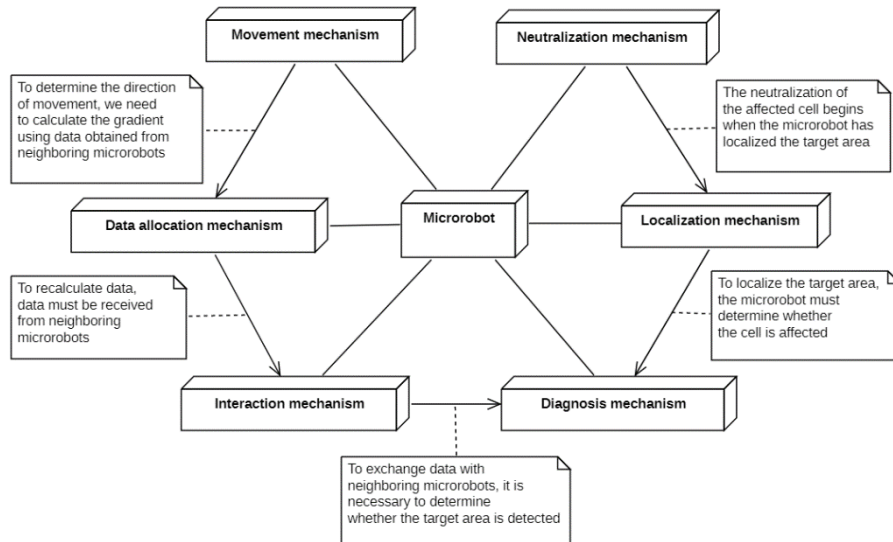 Movement mechanism
Neutralization mechanism
To determine the direction
of movement, we need
to calculate the gradient
using data obtained from
neighboring microrobots
The neutralization of
the affected cell begins
when the microrobot has
localized the target area
Data allocation mechanism
Microrobot
Localization mechanism
To recalculate data,
data must be received
from neighboring
microrobots
To localize the target area,
the microrobot must
determine whether
the cell is affected
Interaction mechanism
Diagnosis mechanism
To exchange data with
neighboring microrobots, it is
necessary to determine
whether the target area is detected